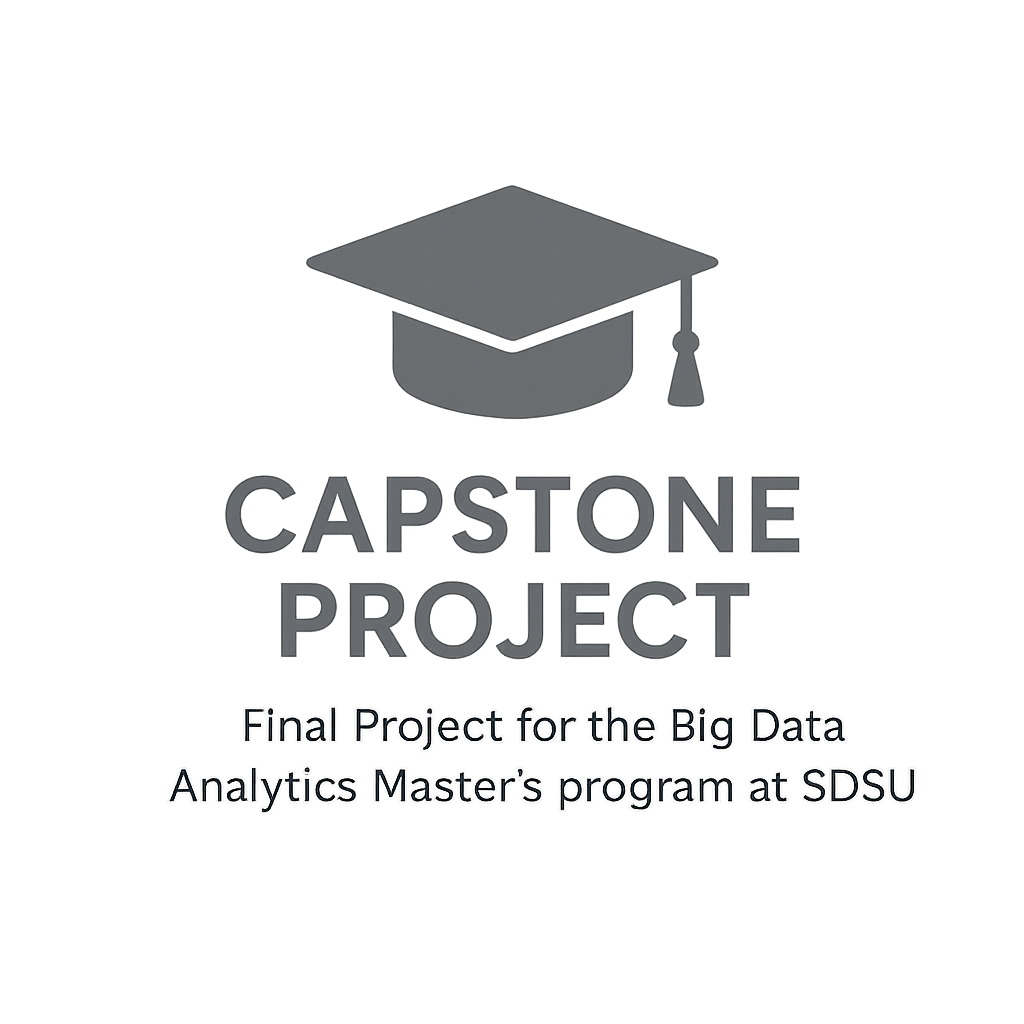 CAPSTONE
PROJECT
Final Project for the Big Data
Analytics Master’s program at SDSU